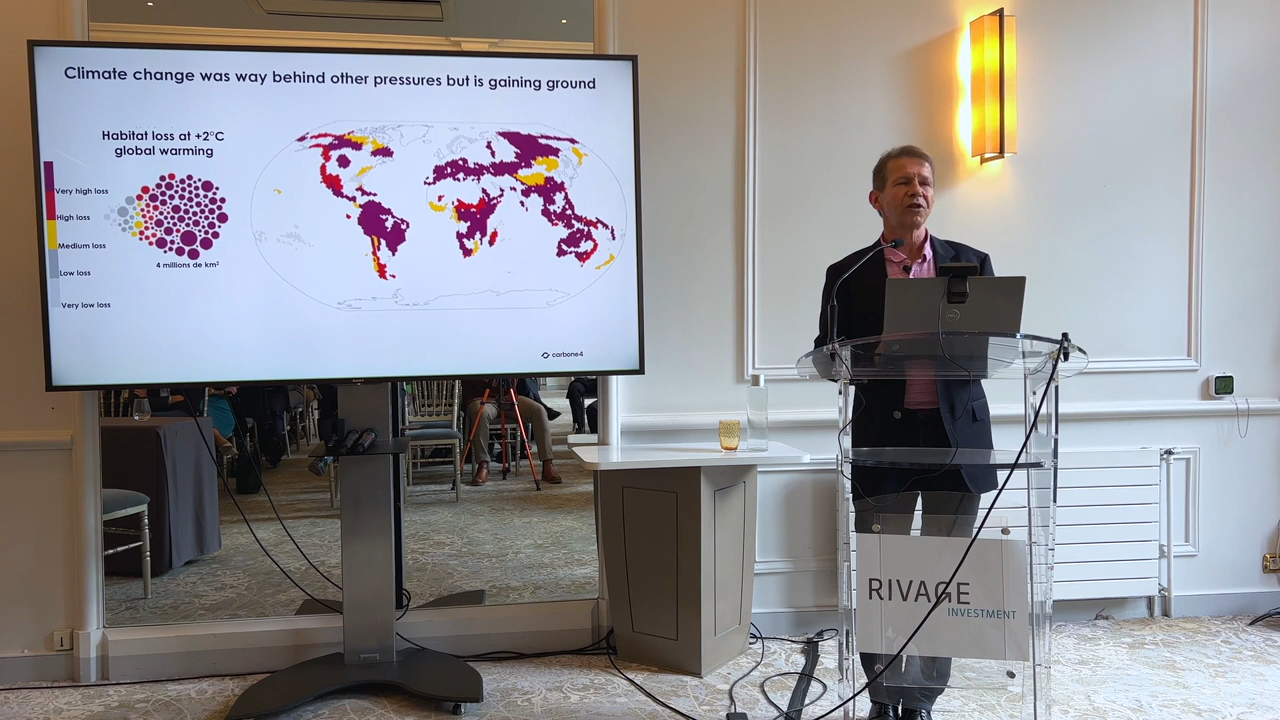 Climate change was way behind other pressures but is gaining ground
Habitat loss at +2°C
global warming
Very high loss
High loss
Medium loss
Low loss
Very low loss
4 millions de km²
carbone4
DELL
RIVAGE
INVESTMENT